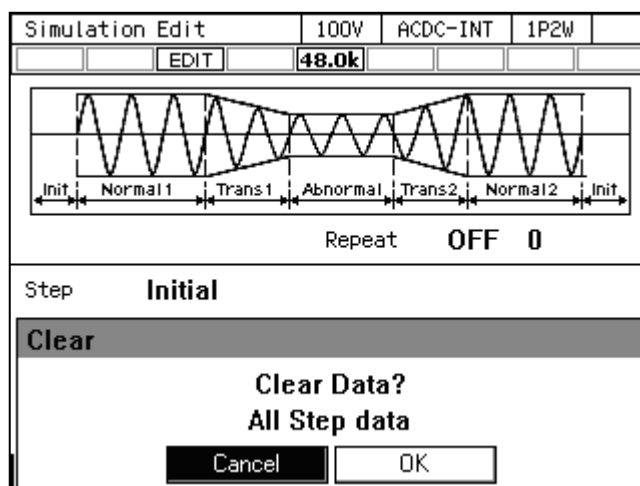 Simulation Edit 100V ACDC-INT 1P2W
EDIT 48.0k
Init Normal1 Trans1 Abnormal Trans2 Normal2 Init
Repeat OFF 0
Step Initial
Clear
Clear Data?
All Step data
Cancel OK